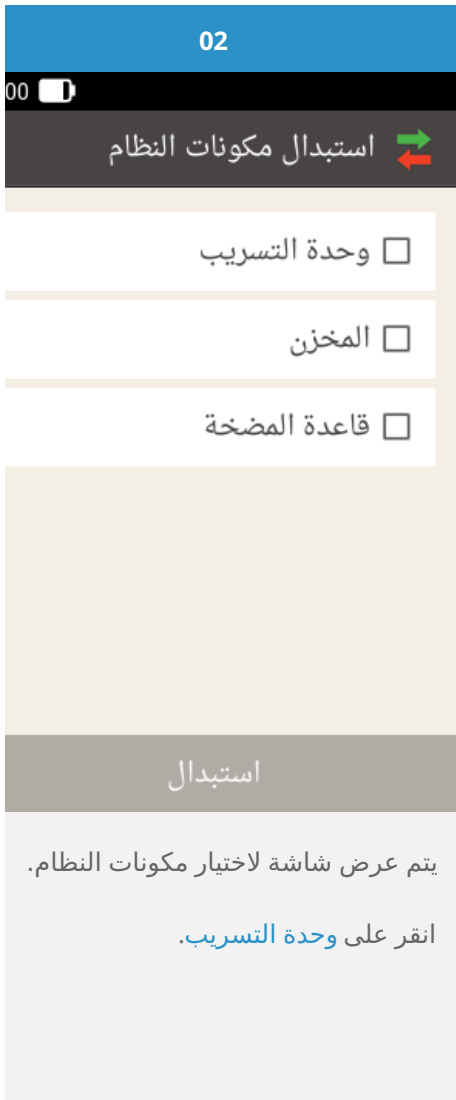 02
00
استبدال مكونات النظام
وحدة التسريب
المخزن
قاعدة المضخة
استبدال
يتم عرض شاشة لاختيار مكونات النظام.
انقر على وحدة التسريب.